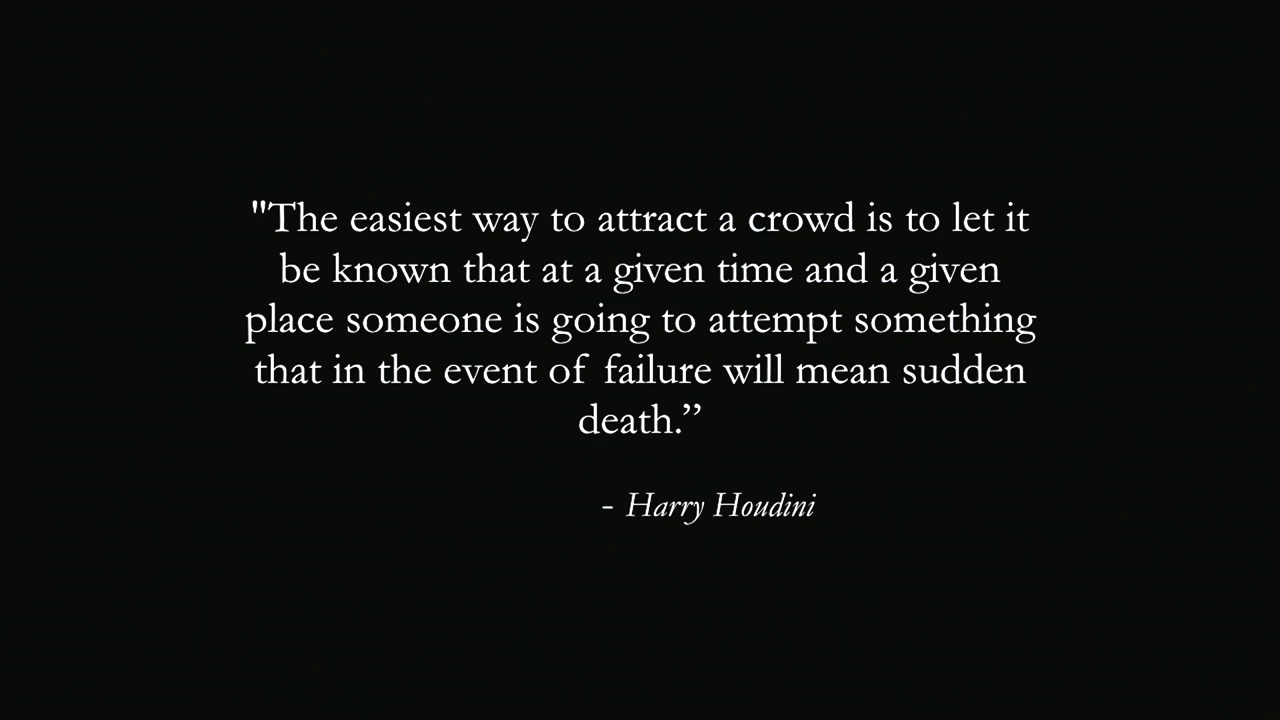 "The easiest way to attract a crowd is to let it
be known that at a given time and a given
place someone is going to attempt something
that in the event of failure will mean sudden
death.”
- Harry Houdini